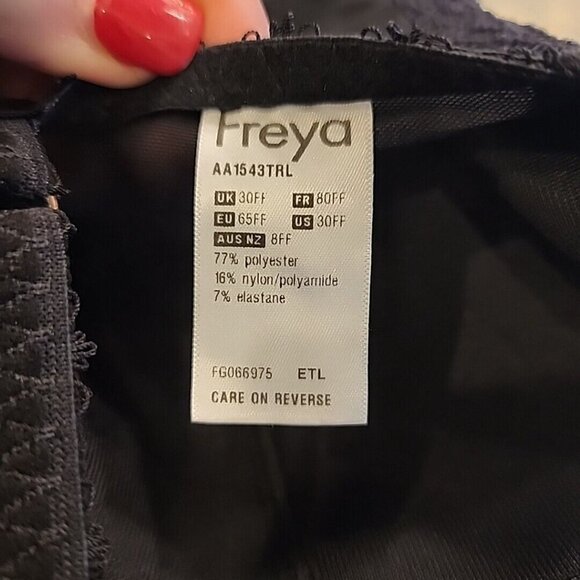 Freya
AA1543TRL
UK 30FF FR 80FF
EU 65FF US 30FF
AUS NZ 8FF
77% polyester
16% nylon/polyamide
7% elastane
FG066975 ETL
CARE ON REVERSE